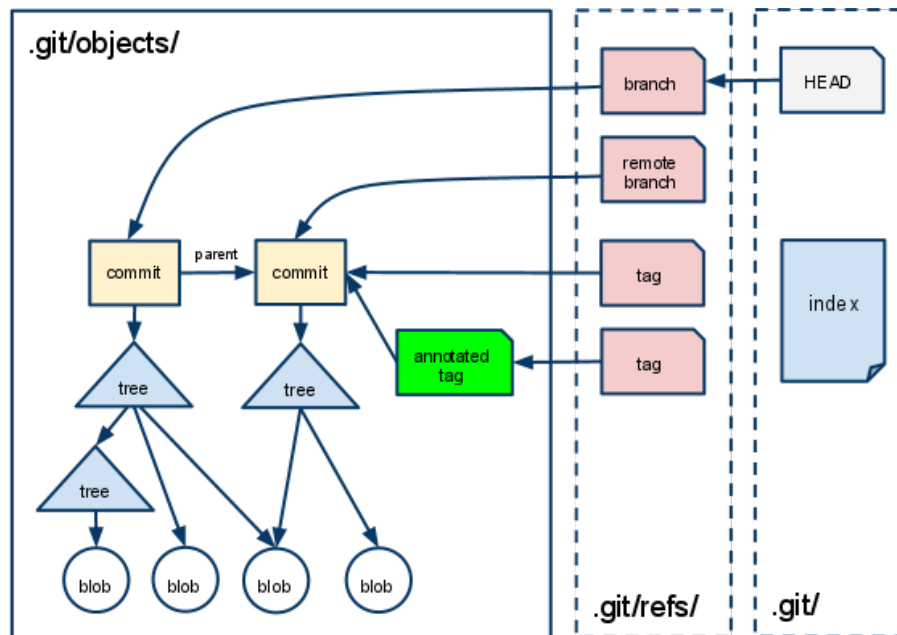 .git/objects/
branch
HEAD
remote
branch
commit
parent
commit
tag
index
annotated
tag
tag
tree
tree
tree
blob
blob
blob
blob
.git/refs/
.git/